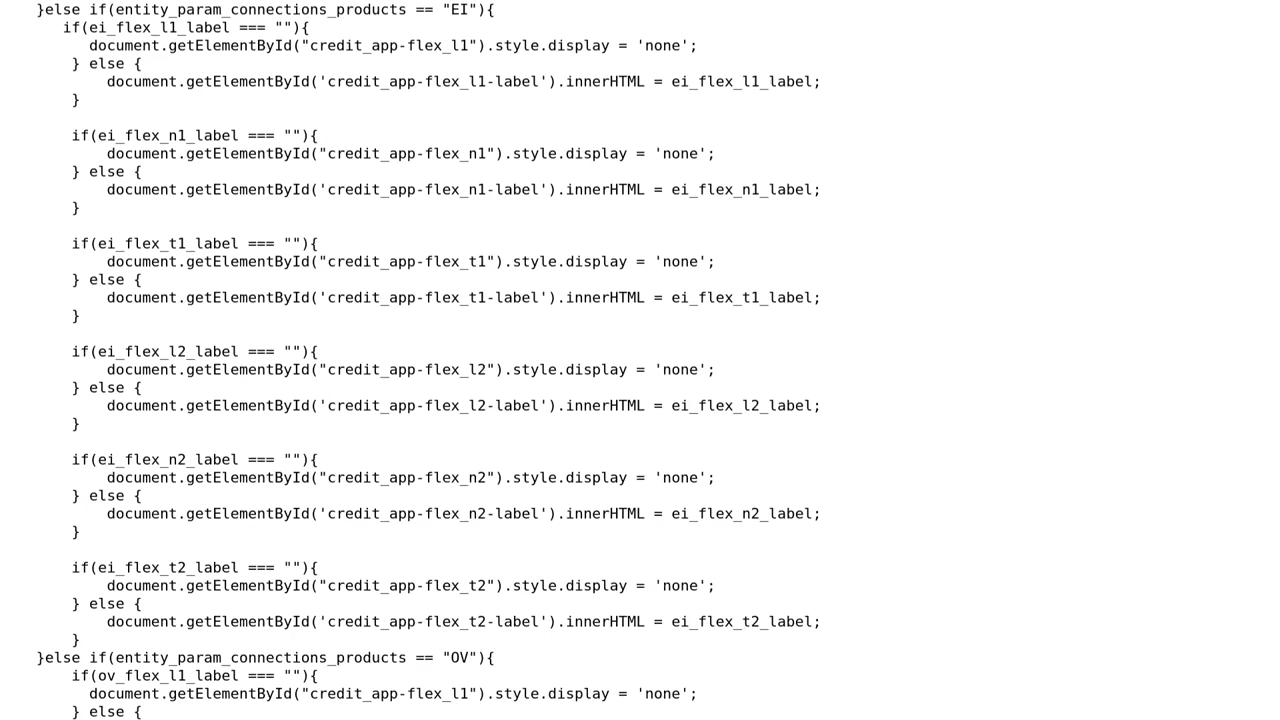 }else if(entity_param_connections_products == "EI"){
if(ei_flex_l1_label === ""){
document.getElementById("credit_app-flex_l1").style.display = 'none';
} else {
document.getElementById('credit_app-flex_l1-label').innerHTML = ei_flex_l1_label;
}
if(ei_flex_n1_label === ""){
document.getElementById("credit_app-flex_n1").style.display = 'none';
} else {
document.getElementById('credit_app-flex_n1-label').innerHTML = ei_flex_n1_label;
}
if(ei_flex_t1_label === ""){
document.getElementById("credit_app-flex_t1").style.display = 'none';
} else {
document.getElementById('credit_app-flex_t1-label').innerHTML = ei_flex_t1_label;
}
if(ei_flex_l2_label === ""){
document.getElementById("credit_app-flex_l2").style.display = 'none';
} else {
document.getElementById('credit_app-flex_l2-label').innerHTML = ei_flex_l2_label;
}
if(ei_flex_n2_label === ""){
document.getElementById("credit_app-flex_n2").style.display = 'none';
} else {
document.getElementById('credit_app-flex_n2-label').innerHTML = ei_flex_n2_label;
}
if(ei_flex_t2_label === ""){
document.getElementById("credit_app-flex_t2").style.display = 'none';
} else {
document.getElementById('credit_app-flex_t2-label').innerHTML = ei_flex_t2_label;
}
}else if(entity_param_connections_products == "OV"){
if(ov_flex_l1_label === ""){
document.getElementById("credit_app-flex_l1").style.display = 'none';
} else {